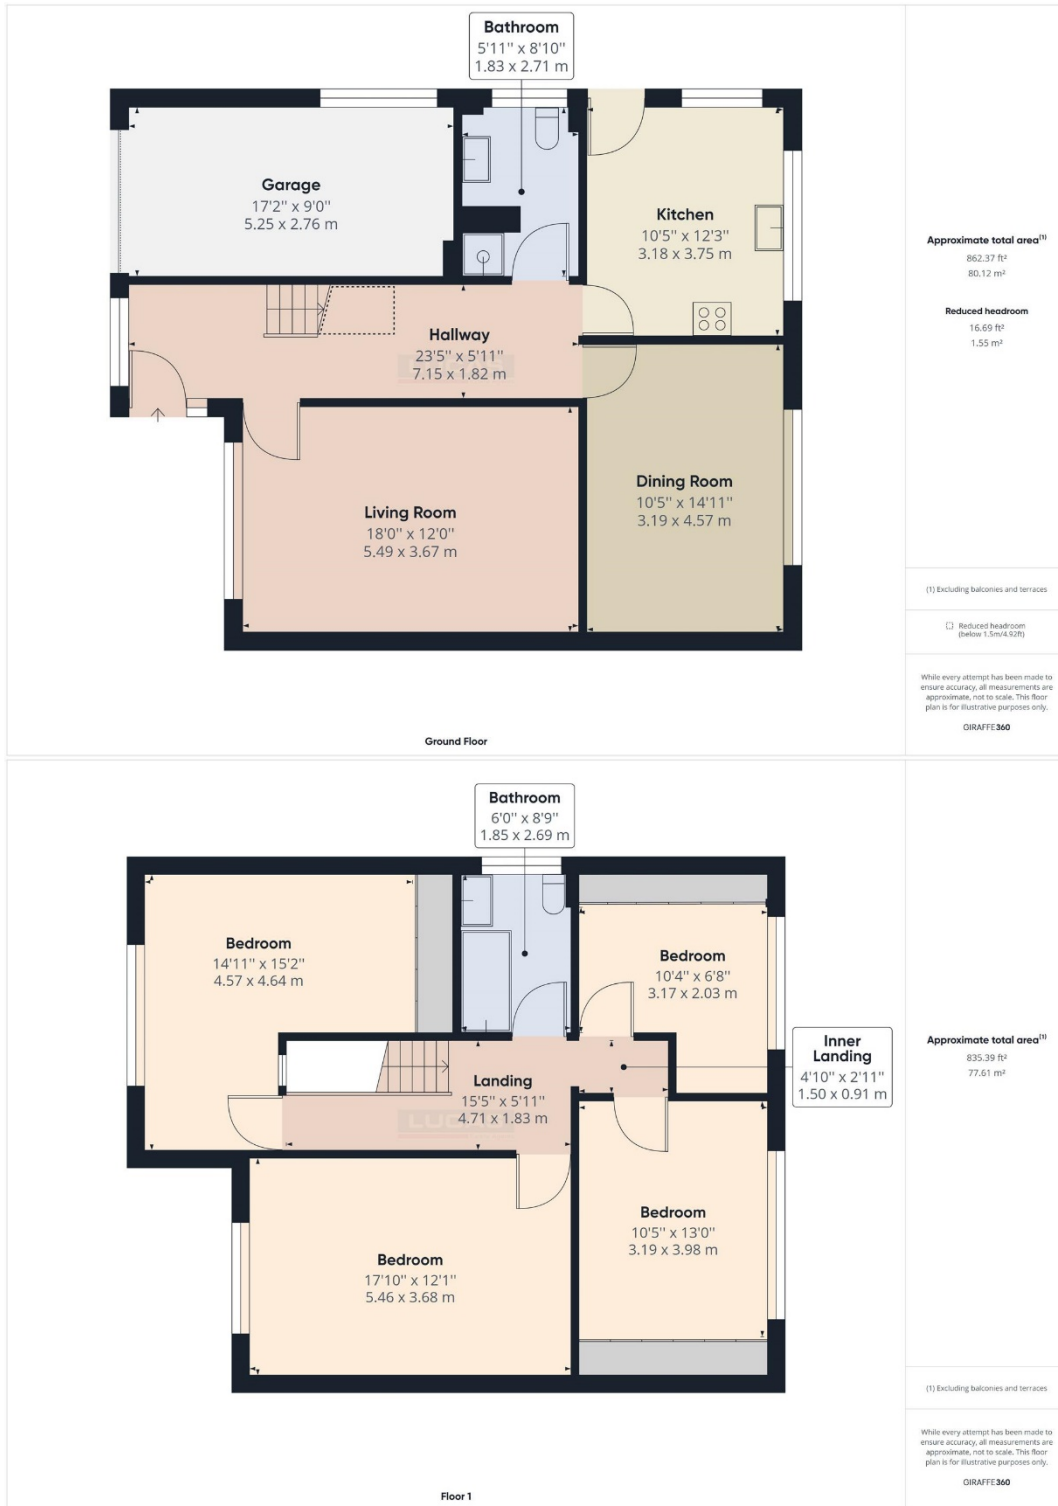 Bathroom
5'11" x 8'10"
1.83 x 2.71 m
Garage
17'2" x 9'0"
5.25 x 2.76 m
Kitchen
10'5" x 12'3"
3.18 x 3.75 m
Hallway
23'5" x 5'11"
7.15 x 1.82 m
Living Room
18'0" x 12'0"
5.49 x 3.67 m
Dining Room
10'5" x 14'11"
3.19 x 4.57 m
Ground Floor
Approximate total area(1)
862.37 ft²
80.12 m²
Reduced headroom
16.69 ft²
1.55 m²
(1) Excluding balconies and terraces
Reduced headroom
(below 1.5m/4.92ft)
While every attempt has been made to
ensure accuracy, all measurements are
approximate, not to scale. This floor
plan is for illustrative purposes only.
GIRAFFE360
Bathroom
6'0" x 8'9"
1.85 x 2.69 m
Bedroom
14'11" x 15'2"
4.57 x 4.64 m
Bedroom
10'4" x 6'8"
3.17 x 2.03 m
Inner
Landing
4'10" x 2'11"
1.50 x 0.91 m
Landing
15'5" x 5'11"
4.71 x 1.83 m
LUCAS
Bedroom
10'5" x 13'0"
3.19 x 3.98 m
Bedroom
17'10" x 12'1"
5.46 x 3.68 m
Floor 1
Approximate total area(1)
835.39 ft²
77.61 m²
(1) Excluding balconies and terraces
While every attempt has been made to
ensure accuracy, all measurements are
approximate, not to scale. This floor
plan is for illustrative purposes only.
GIRAFFE360